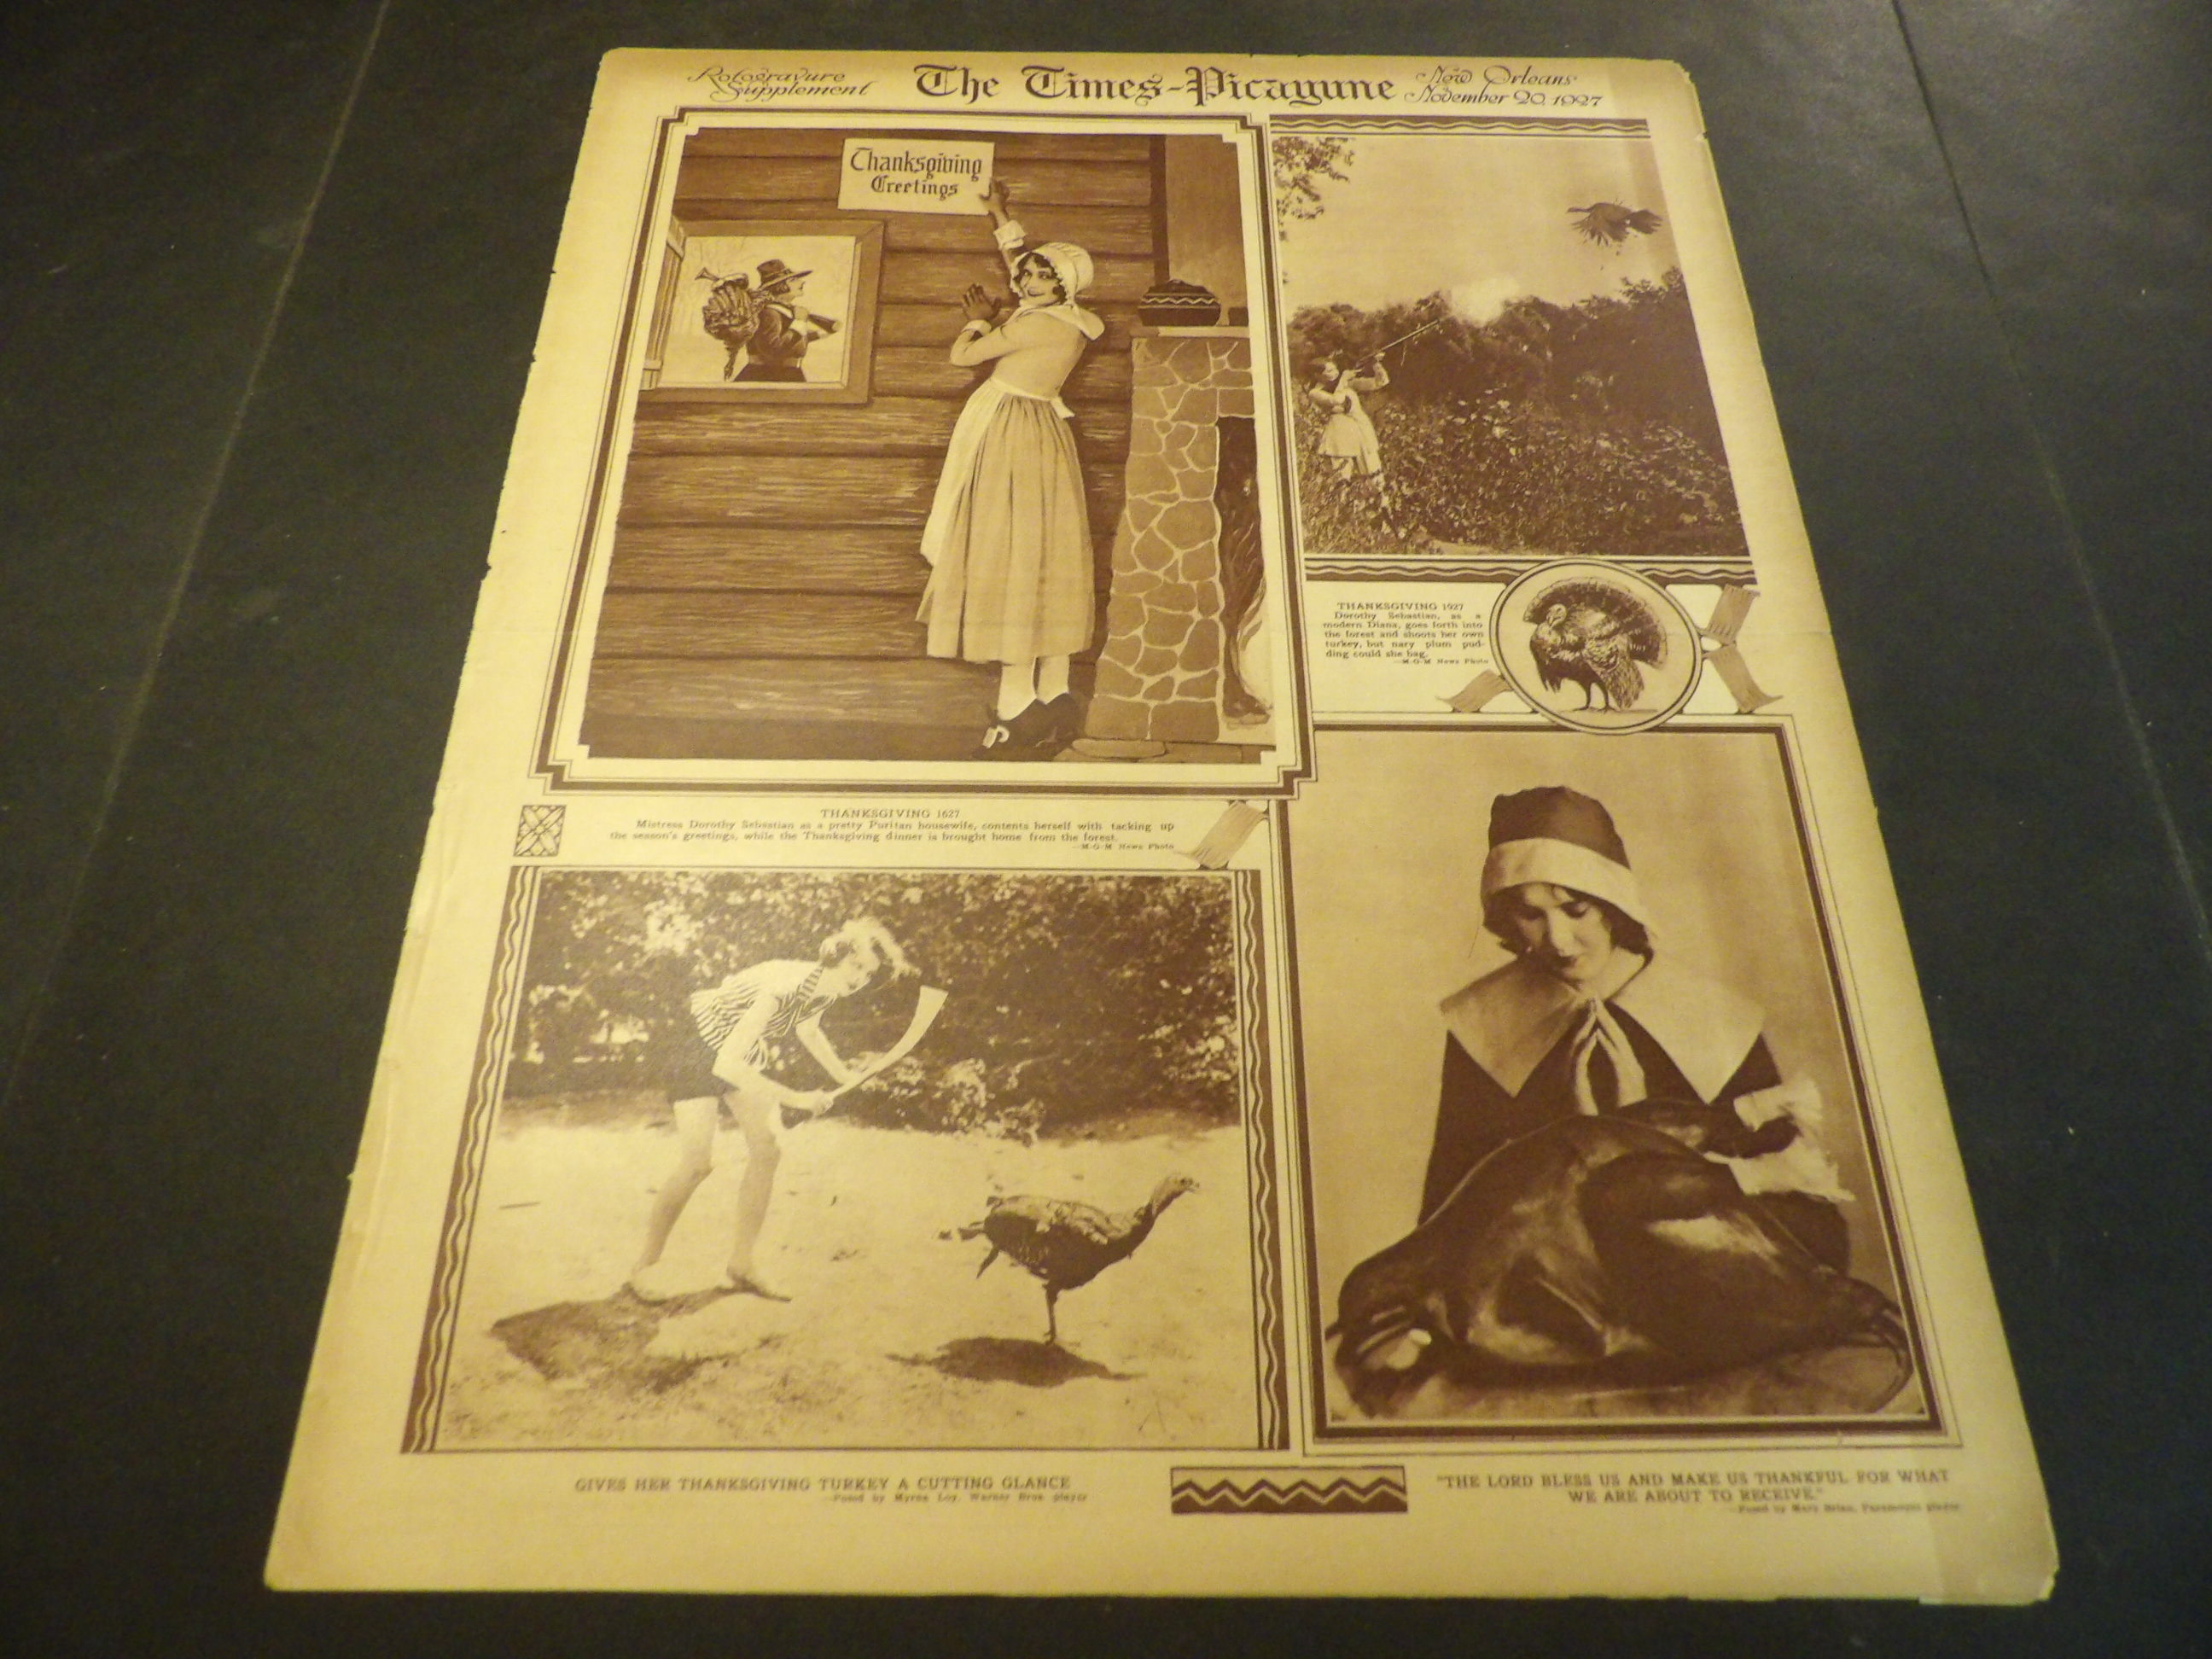 Rotogravure
Supplement
The Times-Picayune
New Orleans
November 20, 1927
Thanksgiving
Greetings
THANKSGIVING 1927
Dorothy Sebastian, as a
modern Diana, goes forth into
the forest and shoots her own
turkey, but nary plum pud-
ding could she bag.
—M-G-M News Photo
THANKSGIVING 1627
Mistress Dorothy Sebastian as a pretty Puritan housewife, contents herself with tacking up
the season's greetings, while the Thanksgiving dinner is brought home from the forest.
—M-G-M News Photo
GIVES HER THANKSGIVING TURKEY A CUTTING GLANCE
—Posed by Myrna Loy, Warner Bros. player
"THE LORD BLESS US AND MAKE US THANKFUL FOR WHAT
WE ARE ABOUT TO RECEIVE."
—Posed by Mary Brian, Paramount player